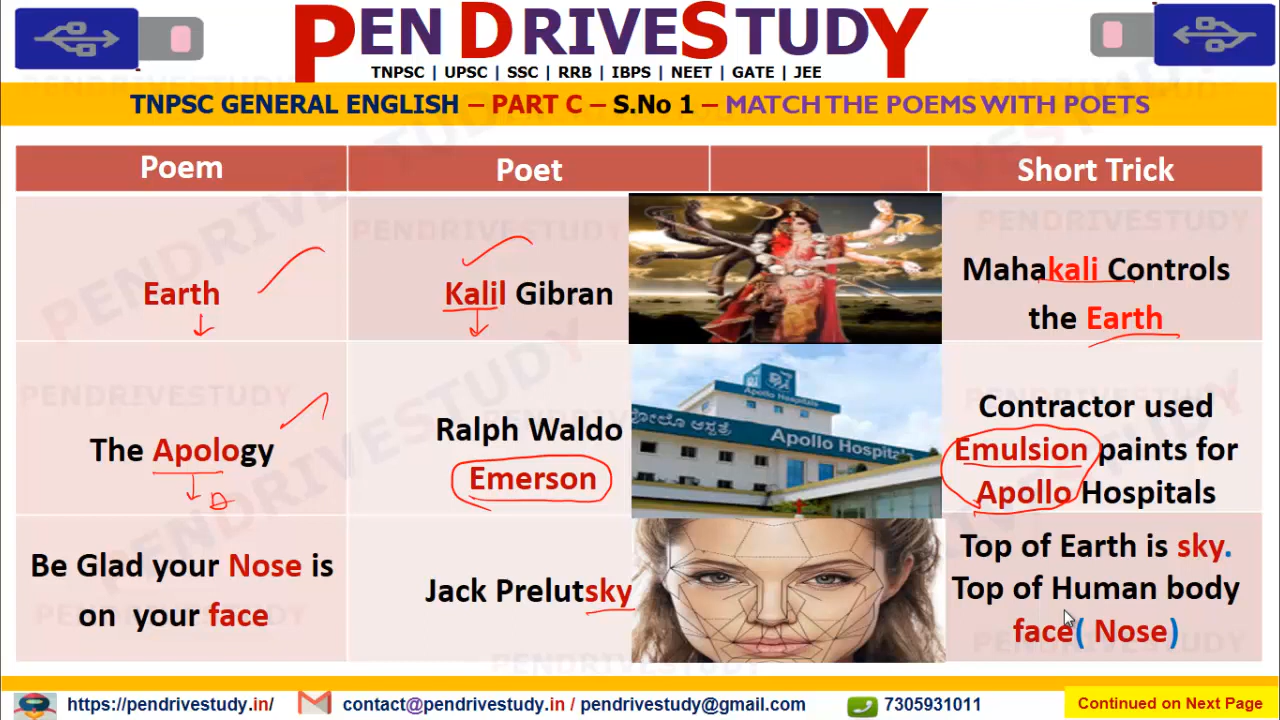 PEN DRIVESTUDY
TNPSC | UPSC | SSC | RRB | IBPS | NEET | GATE | JEE
TNPSC GENERAL ENGLISH – PART C – S.No 1 – MATCH THE POEMS WITH POETS
Poem
Poet
Short Trick
Earth
Kalil Gibran
Mahakali Controls
the Earth
The Apology
Ralph Waldo
Emerson
Apollo Hospitals
Apollo Hospitals
Contractor used
Emulsion paints for
Apollo Hospitals
Be Glad your Nose is
on your face
Jack Prelutsky
Top of Earth is sky.
Top of Human body
face( Nose)
https://pendrivestudy.in/
contact@pendrivestudy.in / pendrivestudy@gmail.com
7305931011
Continued on Next Page